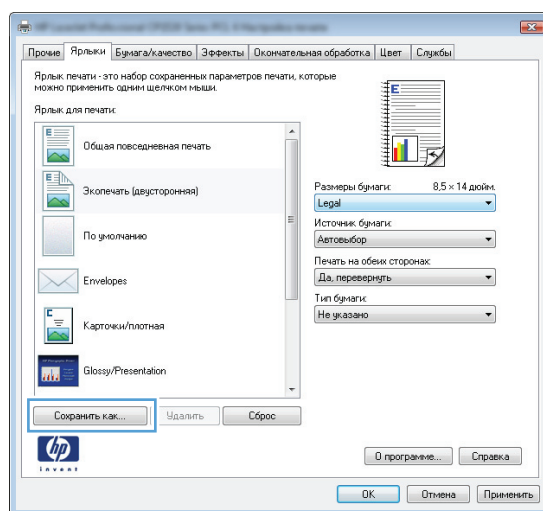 Прочие Ярлыки Бумага/качество Эффекты Окончательная обработка Цвет Службы
Ярлык печати - это набор сохраненных параметров печати, которые
можно применить одним щелчком мыши.
Ярлык для печати:
Общая повседневная печать
Экопечать (двусторонняя)
По умолчанию
Envelopes
Карточки/плотная
Glossy/Presentation
Сохранить как... Удалить Сброс
Размеры бумаги: 8,5 × 14 дюйм.
Legal
Источник бумаги:
Автовыбор
Печать на обеих сторонах:
Да, перевернуть
Тип бумаги:
Не указано
hp
invent
О программе... Справка
OK Отмена Применить